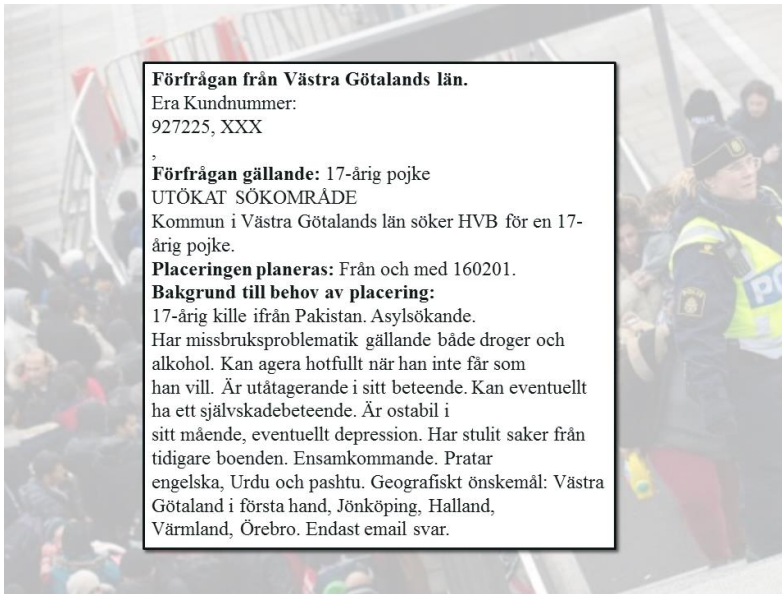 Förfrågan från Västra Götalands län.
Era Kundnummer:
927225, XXX
,
Förfrågan gällande: 17-årig pojke
UTÖKAT SÖKOMRÅDE
Kommun i Västra Götalands län söker HVB för en 17-
årig pojke.
Placeringen planeras: Från och med 160201.
Bakgrund till behov av placering:
17-årig kille ifrån Pakistan. Asylsökande.
Har missbruksproblematik gällande både droger och
alkohol. Kan agera hotfullt när han inte får som
han vill. Är utåtagerande i sitt beteende. Kan eventuellt
ha ett självskadebeteende. Är ostabil i
sitt mående, eventuellt depression. Har stulit saker från
tidigare boenden. Ensamkommande. Pratar
engelska, Urdu och pashtu. Geografiskt önskemål: Västra
Götaland i första hand, Jönköping, Halland,
Värmland, Örebro. Endast email svar.